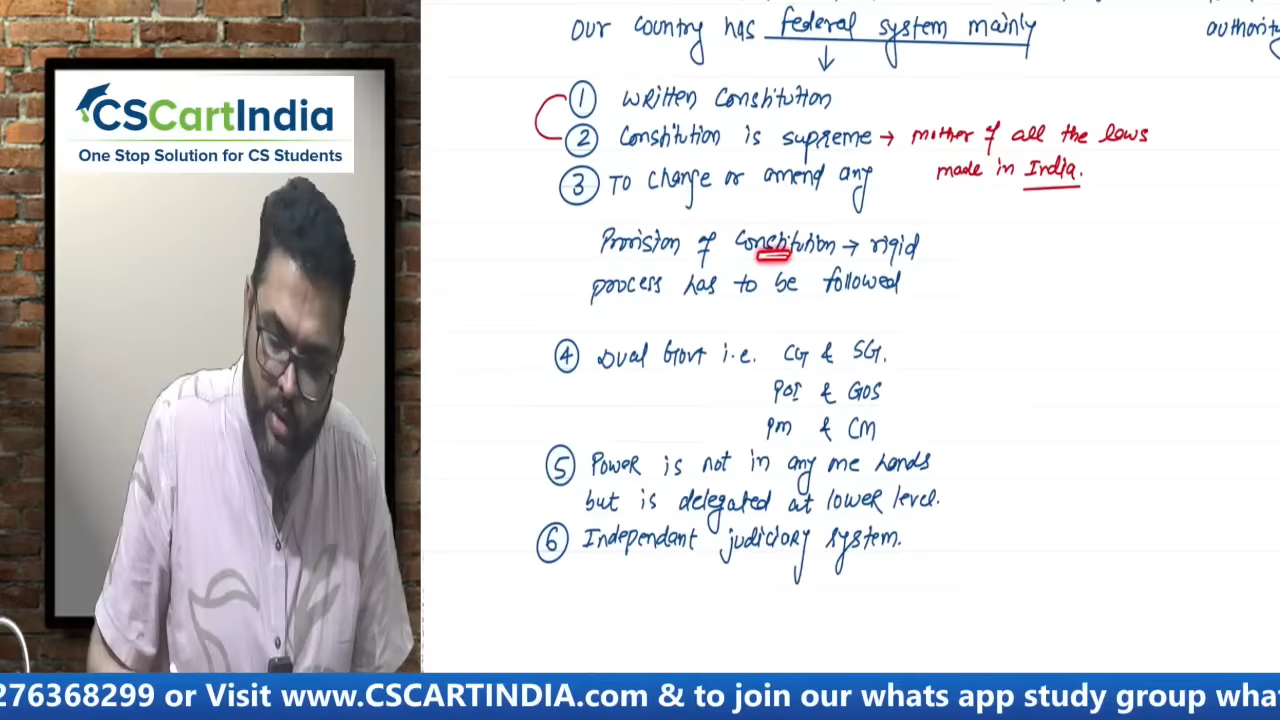 our country has federal system mainly
authority
CSCartIndia
One Stop Solution for CS Students
① Written Constitution
② Constitution is supreme → mother of all the laws
made in India.
③ To change or amend any
Provision of Constitution → rigid
process has to be followed
④ Dual Govt i.e. CG & SG.
POI & GOS
PM & CM
⑤ Power is not in any one hands
but is delegated at lower level.
⑥ Independant judiciory system.
276368299 or Visit www.CSCARTINDIA.com & to join our whats app study group wha